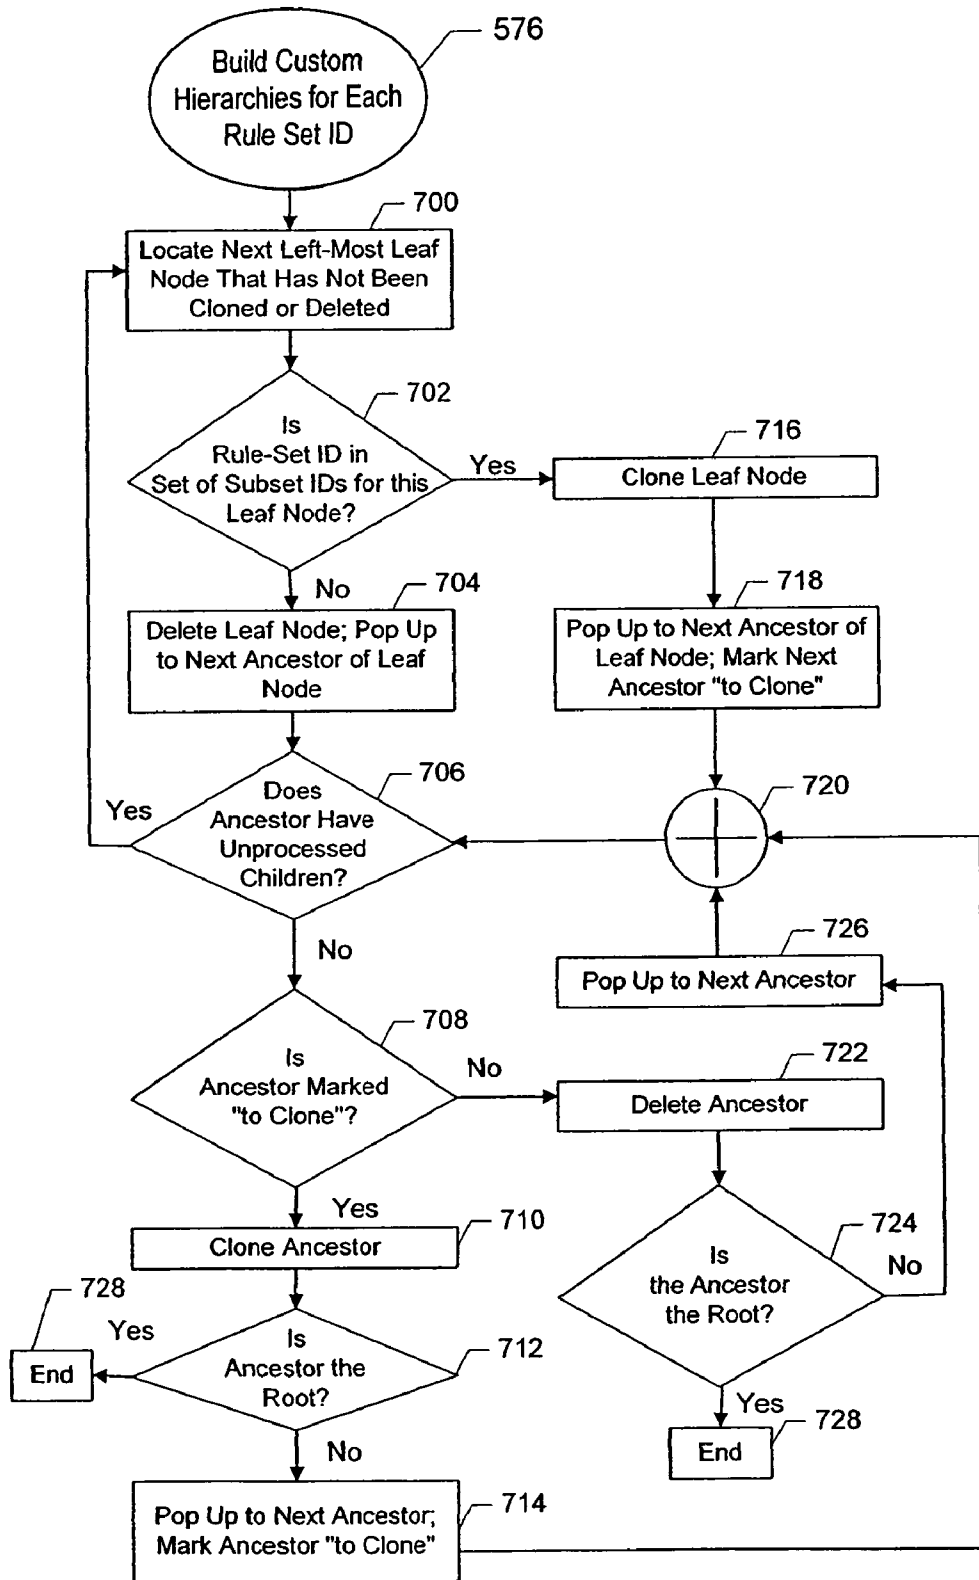 576
Build Custom
Hierarchies for Each
Rule Set ID
700
Locate Next Left-Most Leaf
Node That Has Not Been
Cloned or Deleted
702
Is
Rule-Set ID in
Set of Subset IDs for this
Leaf Node?
Yes
716
Clone Leaf Node
No
704
Delete Leaf Node; Pop Up
to Next Ancestor of Leaf
Node
718
Pop Up to Next Ancestor of
Leaf Node; Mark Next
Ancestor "to Clone"
706
Does
Ancestor Have
Unprocessed
Children?
Yes
720
No
726
Pop Up to Next Ancestor
708
Is
Ancestor Marked
"to Clone"?
No
722
Delete Ancestor
Yes
710
Clone Ancestor
724
Is
the Ancestor
the Root?
No
728
Yes
End
Is
Ancestor the
Root?
712
Yes
728
End
No
714
Pop Up to Next Ancestor;
Mark Ancestor "to Clone"